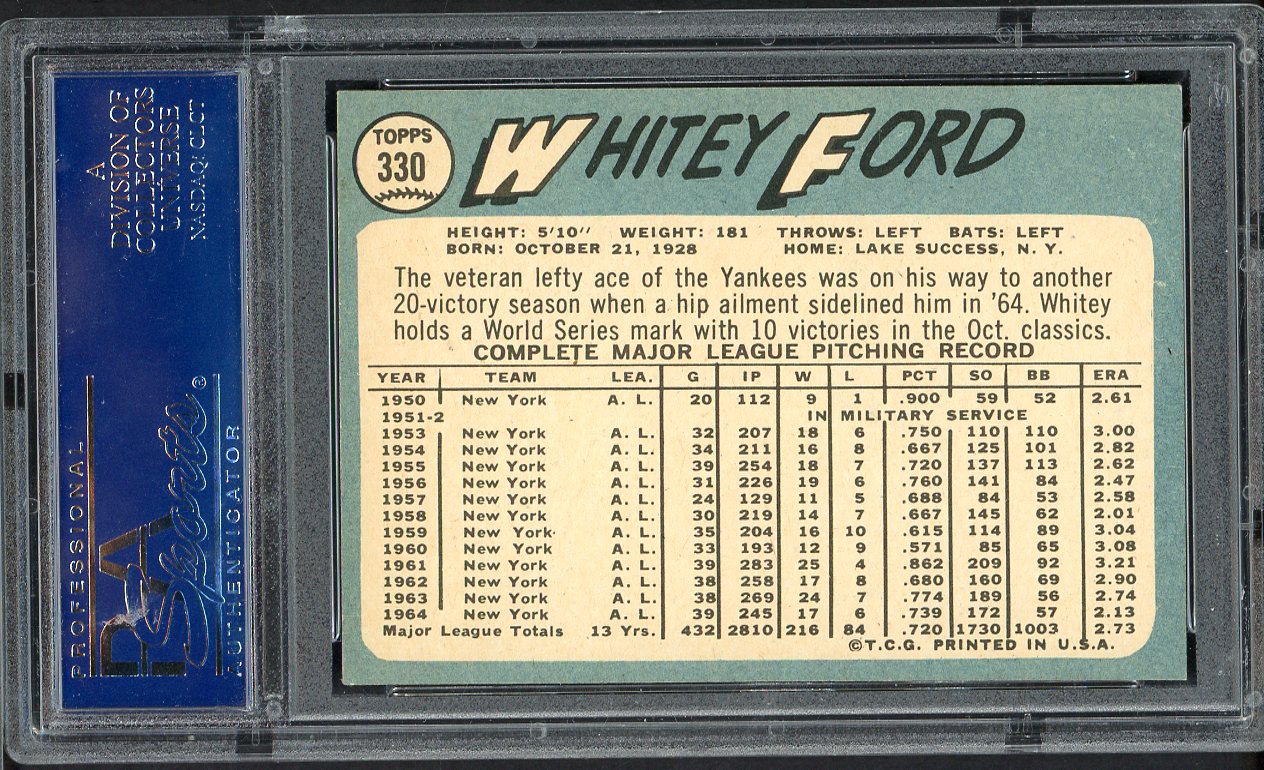 A
DIVISION OF
COLLECTORS
UNIVERSE
NASDAQ: CLCT
PROFESSIONAL
PSA
Sports®
AUTHENTICATOR
TOPPS
330
WHITEY FORD
HEIGHT: 5'10" WEIGHT: 181 THROWS: LEFT BATS: LEFT
BORN: OCTOBER 21, 1928 HOME: LAKE SUCCESS, N. Y.
The veteran lefty ace of the Yankees was on his way to another
20-victory season when a hip ailment sidelined him in '64. Whitey
holds a World Series mark with 10 victories in the Oct. classics.
COMPLETE MAJOR LEAGUE PITCHING RECORD
YEAR TEAM LEA. G IP W L PCT SO BB ERA
1950 New York A. L. 20 112 9 1 .900 59 52 2.61
1951-2 IN MILITARY SERVICE
1953 New York A. L. 32 207 18 6 .750 110 110 3.00
1954 New York A. L. 34 211 16 8 .667 125 101 2.82
1955 New York A. L. 39 254 18 7 .720 137 113 2.62
1956 New York A. L. 31 226 19 6 .760 141 84 2.47
1957 New York A. L. 24 129 11 5 .688 84 53 2.58
1958 New York A. L. 30 219 14 7 .667 145 62 2.01
1959 New York A. L. 35 204 16 10 .615 114 89 3.04
1960 New York A. L. 33 193 12 9 .571 85 65 3.08
1961 New York A. L. 39 283 25 4 .862 209 92 3.21
1962 New York A. L. 38 258 17 8 .680 160 69 2.90
1963 New York A. L. 38 269 24 7 .774 189 56 2.74
1964 New York A. L. 39 245 17 6 .739 172 57 2.13
Major League Totals 13 Yrs. 432 2810 216 84 .720 1730 1003 2.73
©T.C.G. PRINTED IN U.S.A.